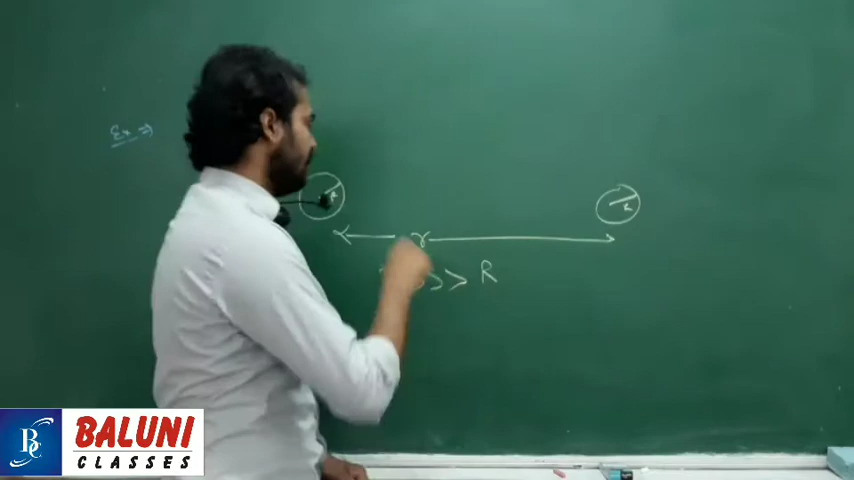 Ex ⇒
R
R
r
>> R
BALUNI
CLASSES